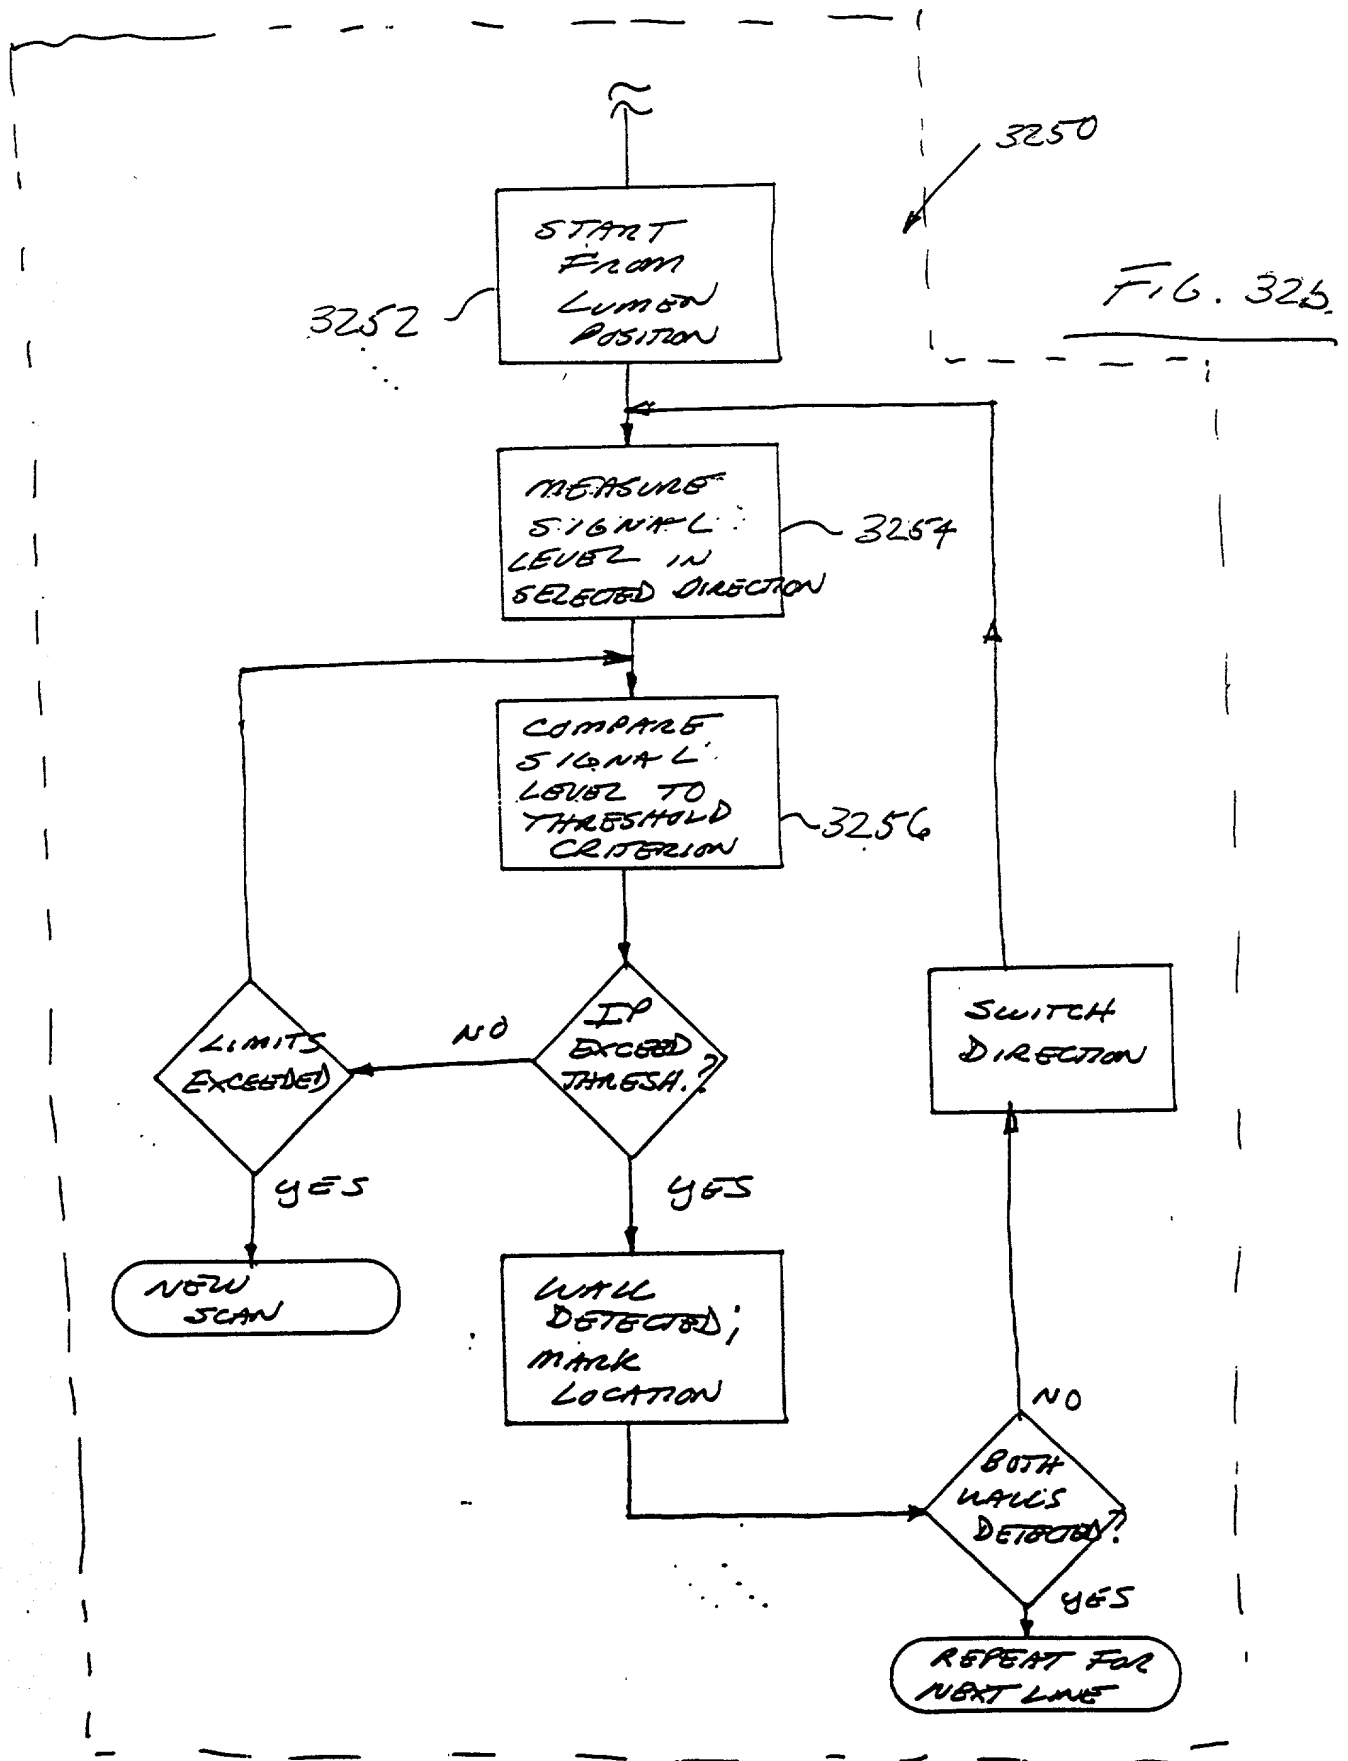 3250
START
FROM
LUMEN
POSITION
3252
FIG. 32b.
MEASURE
SIGNAL
LEVEL IN
SELECTED DIRECTION
3254
COMPARE
SIGNAL
LEVEL TO
THRESHOLD
CRITERION
3256
LIMITS
EXCEEDED
NO
IF
EXCEED
THRESH.?
SWITCH
DIRECTION
YES
YES
NEW
SCAN
WALL
DETECTED;
MARK
LOCATION
NO
BOTH
WALLS
DETECTED?
YES
REPEAT FOR
NEXT LINE